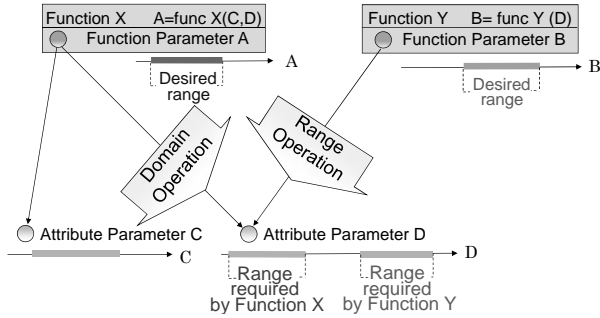 Function X A=func X(C,D)
Function Parameter A
Function Y B= func Y (D)
Function Parameter B
A
Desired
range
B
Desired
range
Domain
Operation
Range
Operation
Attribute Parameter C
C
Attribute Parameter D
D
Range
required
by Function X
Range
required
by Function Y